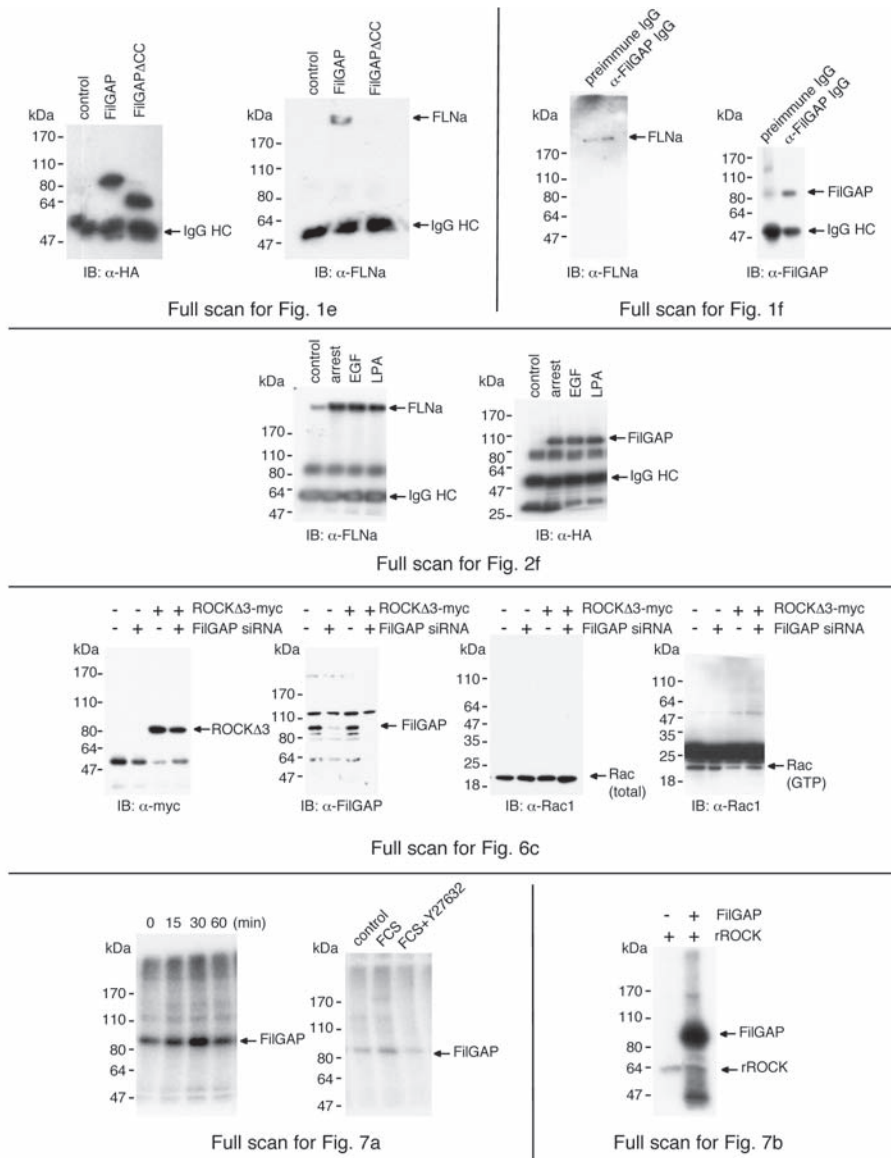 control
FilGAP
FilGAPΔCC
kDa
170
110
80
64
47
IgG HC
IB: α-HA
control
FilGAP
FilGAPΔCC
kDa
170
110
80
64
47
FLNa
IgG HC
IB: α-FLNa
Full scan for Fig. 1e
preimmune IgG
α-FilGAP IgG
kDa
170
110
80
64
47
FLNa
IB: α-FLNa
preimmune IgG
α-FilGAP IgG
kDa
170
110
80
64
47
FilGAP
IgG HC
IB: α-FilGAP
Full scan for Fig. 1f
control
arrest
EGF
LPA
kDa
170
110
80
64
47
FLNa
IgG HC
IB: α-FLNa
control
arrest
EGF
LPA
kDa
170
110
80
64
47
25
FilGAP
IgG HC
IB: α-HA
Full scan for Fig. 2f
- - + + ROCKΔ3-myc
- + - + FilGAP siRNA
kDa
170
110
80
64
47
ROCKΔ3
IB: α-myc
- - + + ROCKΔ3-myc
- + - + FilGAP siRNA
kDa
170
110
80
64
47
FilGAP
IB: α-FilGAP
- - + + ROCKΔ3-myc
- + - + FilGAP siRNA
kDa
110
64
47
35
25
18
Rac
(total)
IB: α-Rac1
- - + + ROCKΔ3-myc
- + - + FilGAP siRNA
kDa
110
64
47
35
25
18
Rac
(GTP)
IB: α-Rac1
Full scan for Fig. 6c
0 15 30 60 (min)
kDa
170
110
80
64
47
FilGAP
control
FCS
FCS+Y27632
kDa
170
110
80
64
47
FilGAP
Full scan for Fig. 7a
- + FilGAP
+ + rROCK
kDa
170
110
80
64
47
FilGAP
rROCK
Full scan for Fig. 7b